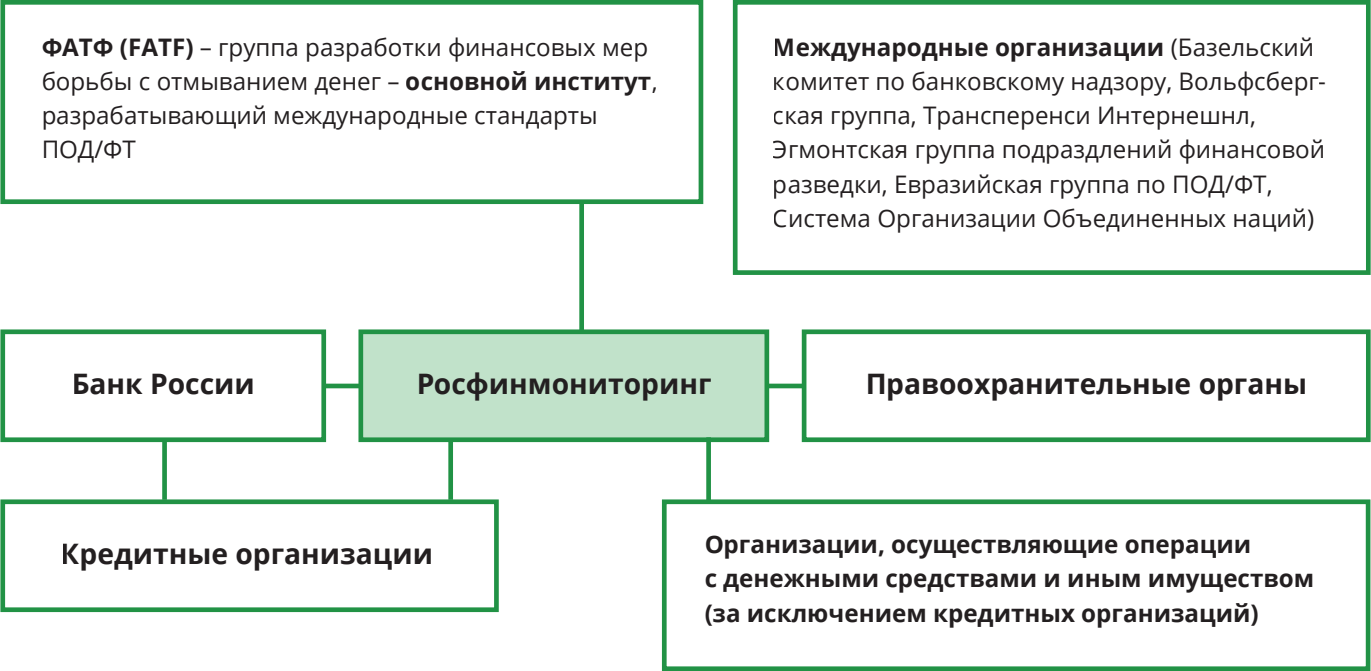 ФАТФ (FATF) – группа разработки финансовых мер
борьбы с отмыванием денег – основной институт,
разрабатывающий международные стандарты
ПОД/ФТ
Международные организации (Базельский
комитет по банковскому надзору, Вольфсберг-
ская группа, Трансперенси Интернешнл,
Эгмонтская группа подраздлений финансовой
разведки, Евразийская группа по ПОД/ФТ,
Система Организации Объединенных наций)
Банк России
Росфинмониторинг
Правоохранительные органы
Кредитные организации
Организации, осуществляющие операции
с денежными средствами и иным имуществом
(за исключением кредитных организаций)